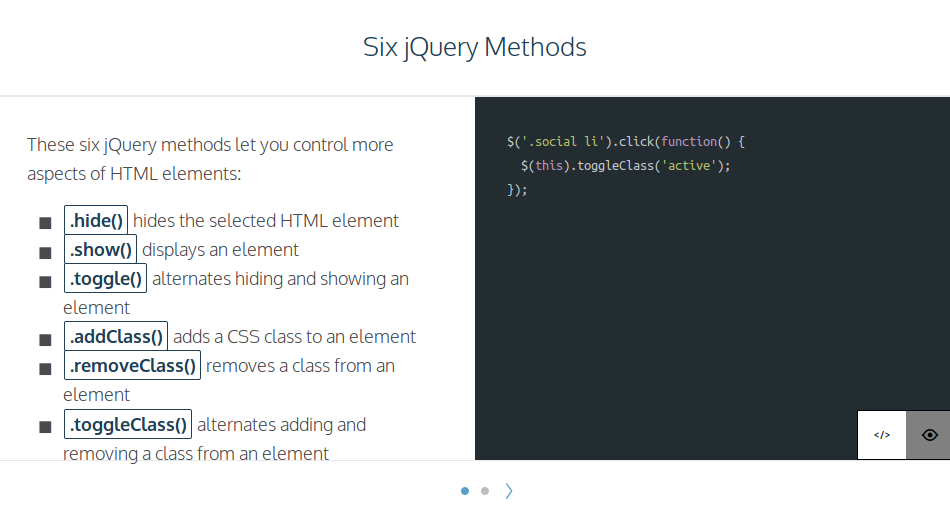 Six jQuery Methods
These six jQuery methods let you control more
aspects of HTML elements:
.hide() hides the selected HTML element
.show() displays an element
.toggle() alternates hiding and showing an
element
.addClass() adds a CSS class to an element
.removeClass() removes a class from an
element
.toggleClass() alternates adding and
removing a class from an element
$('.social li').click(function() {
  $(this).toggleClass('active');
});
</>